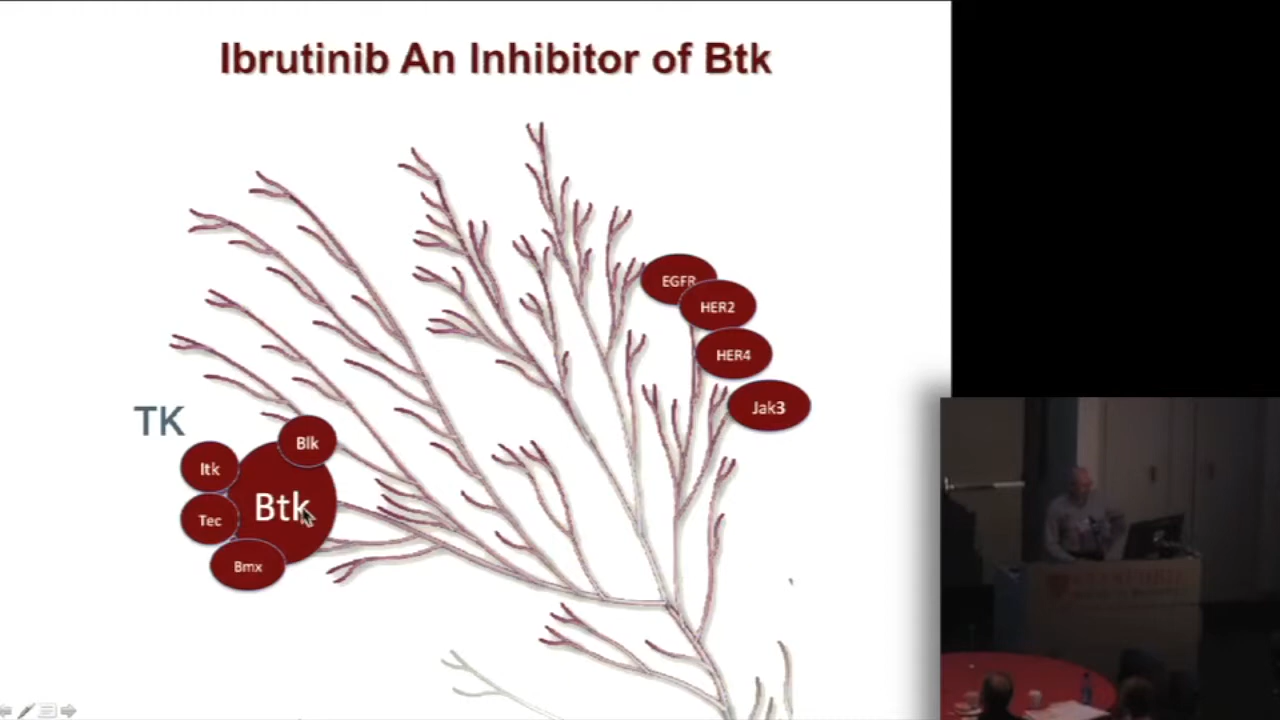 Ibrutinib An Inhibitor of Btk
EGFR
HER2
HER4
Jak3
TK
Blk
Itk
Btk
Tec
Bmx